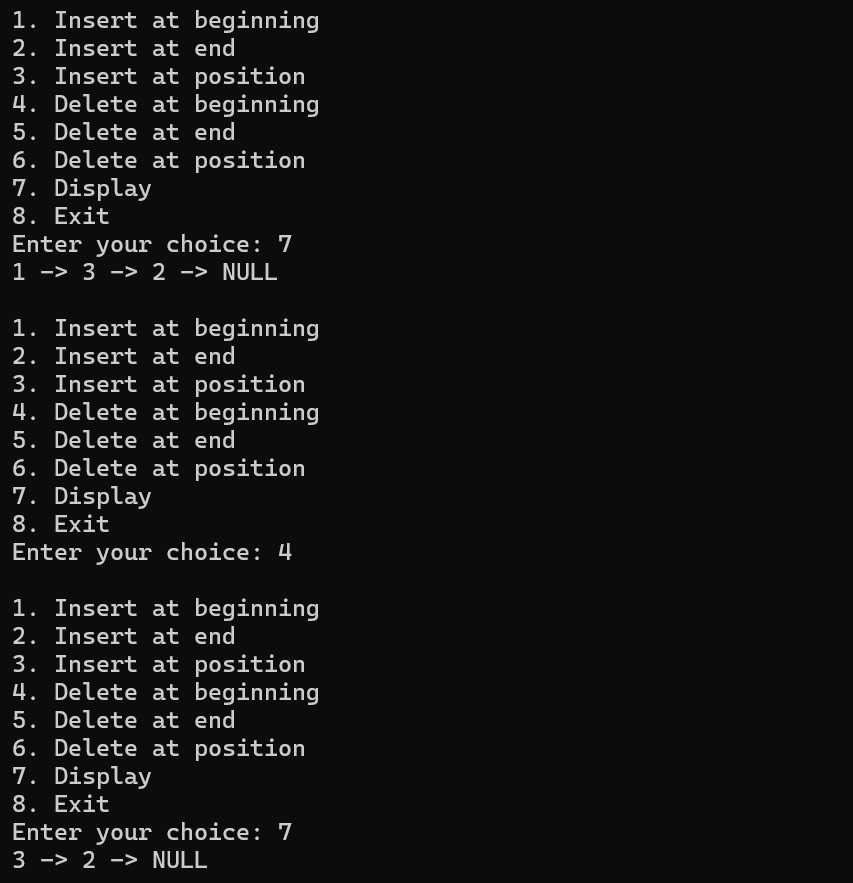 1. Insert at beginning
2. Insert at end
3. Insert at position
4. Delete at beginning
5. Delete at end
6. Delete at position
7. Display
8. Exit
Enter your choice: 7
1 -> 3 -> 2 -> NULL
1. Insert at beginning
2. Insert at end
3. Insert at position
4. Delete at beginning
5. Delete at end
6. Delete at position
7. Display
8. Exit
Enter your choice: 4
1. Insert at beginning
2. Insert at end
3. Insert at position
4. Delete at beginning
5. Delete at end
6. Delete at position
7. Display
8. Exit
Enter your choice: 7
3 -> 2 -> NULL